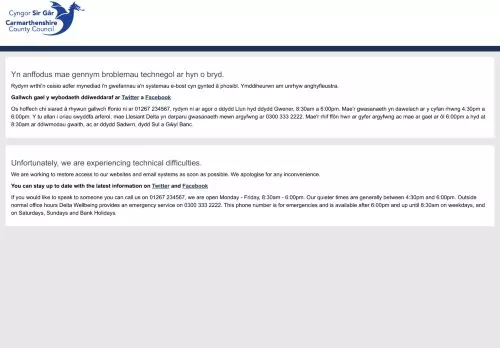 Cyngor Sir Gâr
Carmarthenshire
County Council
Yn anffodus mae gennym broblemau technegol ar hyn o bryd.
Rydym wrthi'n ceisio adfer mynediad i'n gwefannau a'n systemau e-bost cyn gynted â phosibl. Ymddiheurwn am unrhyw anghyfleustra.
Gallwch gael y wybodaeth ddiweddaraf ar Twitter a Facebook
Os hoffech chi siarad â rhywun gallwch ffonio ni ar 01267 234567, rydym ni ar agor o ddydd Llun hyd ddydd Gwener, 8:30am a 6:00pm. Mae'r gwasanaeth yn dawelach ar y cyfan rhwng 4:30pm a
6:00pm. Y tu allan i oriau swyddfa arferol, mae Llesiant Delta yn darparu gwasanaeth mewn argyfwng ar 0300 333 2222. Mae'r rhif ffôn hwn ar gyfer argyfwng ac mae ar gael ar ôl 6:00pm a hyd at
8:30am ar ddiwrnodau gwaith, ac ar ddydd Sadwrn, dydd Sul a Gŵyl Banc.
Unfortunately, we are experiencing technical difficulties.
We are working to restore access to our websites and email systems as soon as possible. We apologise for any inconvenience.
You can stay up to date with the latest information on Twitter and Facebook
If you would like to speak to someone you can call us on 01267 234567, we are open Monday - Friday, 8:30am - 6:00pm. Our quieter times are generally between 4:30pm and 6:00pm. Outside
normal office hours Delta Wellbeing provides an emergency service on 0300 333 2222. This phone number is for emergencies and is available after 6:00pm and up until 8:30am on weekdays, and
on Saturdays, Sundays and Bank Holidays.